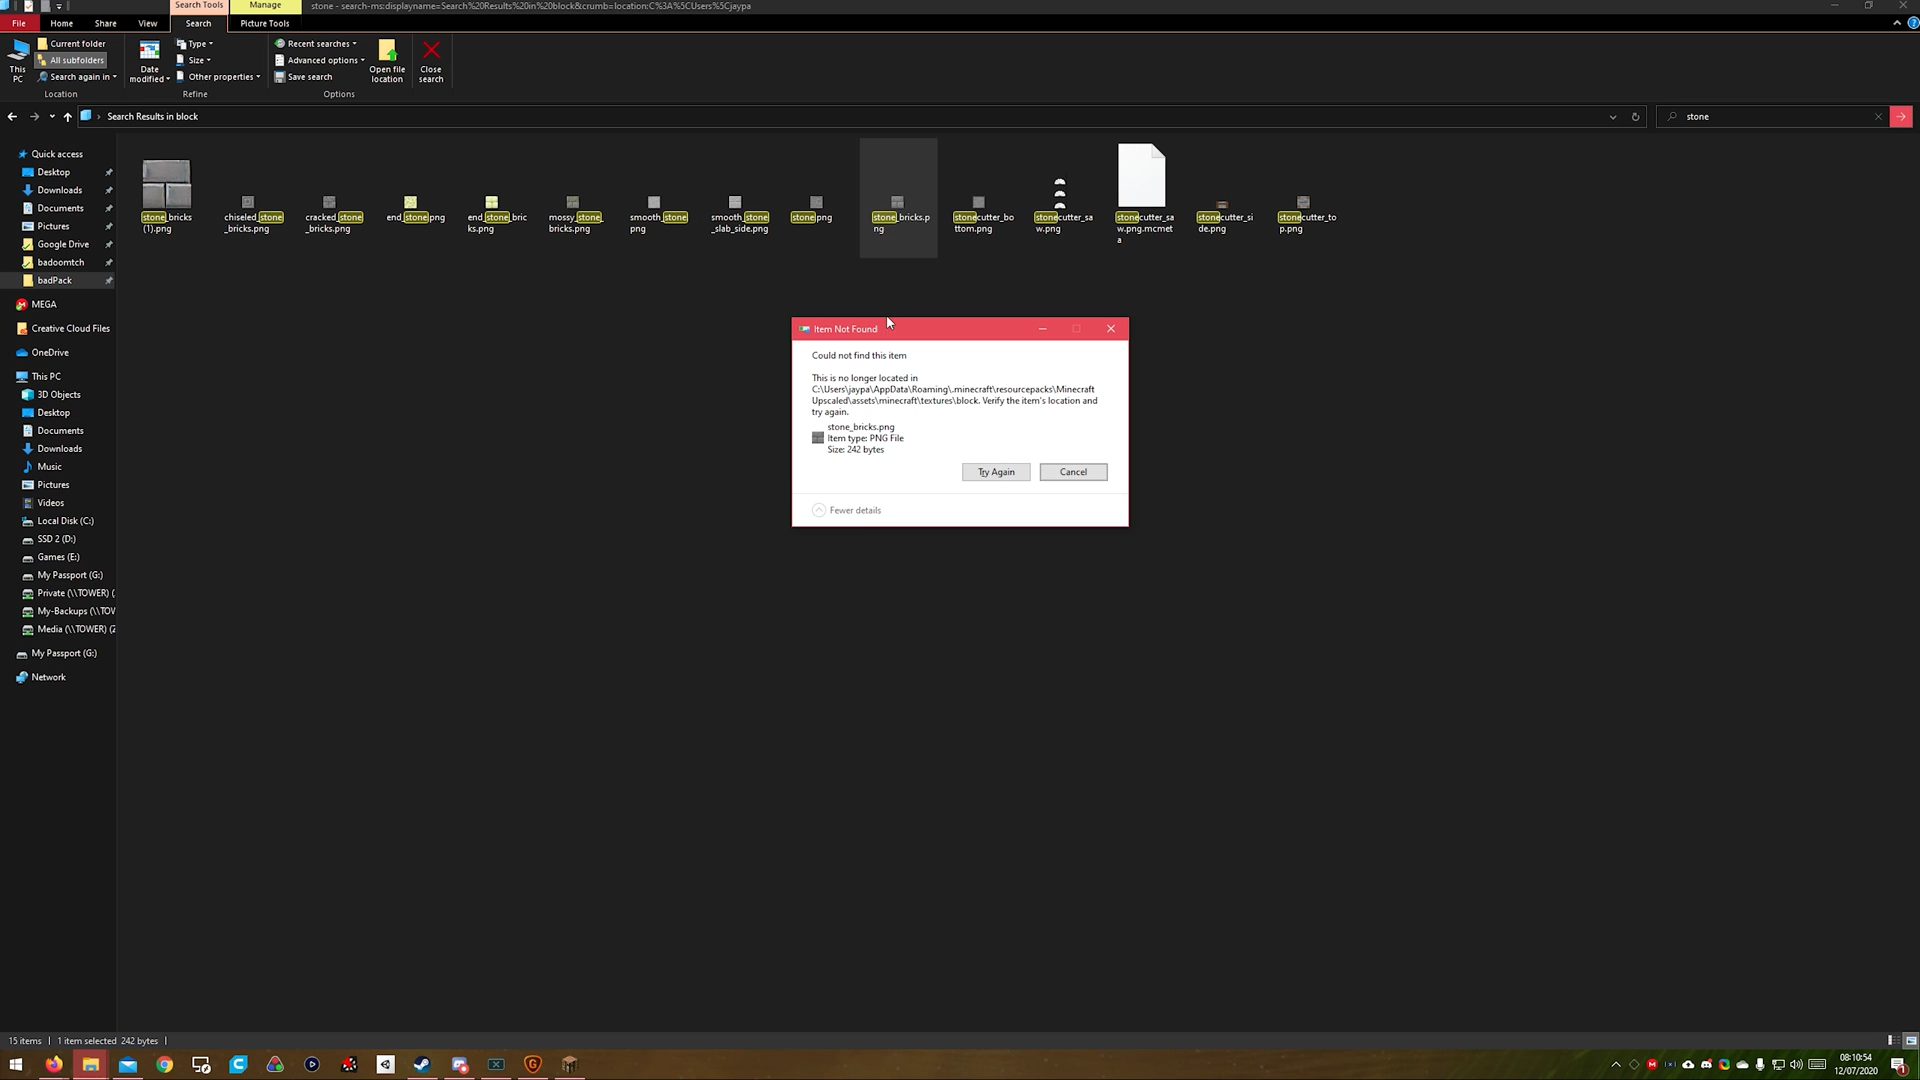 Search Tools
Manage
stone - search-ms:displayname=Search%20Results%20in%20block&crumb=location:C%3A%5CUsers%5Cjaypa
File
Home
Share
View
Search
Picture Tools
This PC
Current folder
All subfolders
Search again in
Location
Date modified
Type
Size
Other properties
Refine
Recent searches
Advanced options
Save search
Options
Open file location
Close search
Search Results in block
stone
Quick access
Desktop
Downloads
Documents
Pictures
Google Drive
badoomtch
badPack
MEGA
Creative Cloud Files
OneDrive
This PC
3D Objects
Desktop
Documents
Downloads
Music
Pictures
Videos
Local Disk (C:)
SSD 2 (D:)
Games (E:)
My Passport (G:)
Private (\\TOWER) (
My-Backups (\\TOV
Media (\\TOWER) (Z
My Passport (G:)
Network
stone_bricks
(1).png
chiseled_stone
_bricks.png
cracked_stone
_bricks.png
end_stone.png
end_stone_bric
ks.png
mossy_stone_
bricks.png
smooth_stone
png
smooth_stone
_slab_side.png
stone.png
stone_bricks.p
ng
stonecutter_bo
ttom.png
stonecutter_sa
w.png
stonecutter_sa
w.png.mcmet
a
stonecutter_si
de.png
stonecutter_to
p.png
Item Not Found
Could not find this item
This is no longer located in
C:\Users\jaypa\AppData\Roaming\.minecraft\resourcepacks\Minecraft
Upscaled\assets\minecraft\textures\block. Verify the item's location and
try again.
stone_bricks.png
Item type: PNG File
Size: 242 bytes
Try Again
Cancel
Fewer details
15 items
1 item selected 242 bytes
08:10:54
12/07/2020